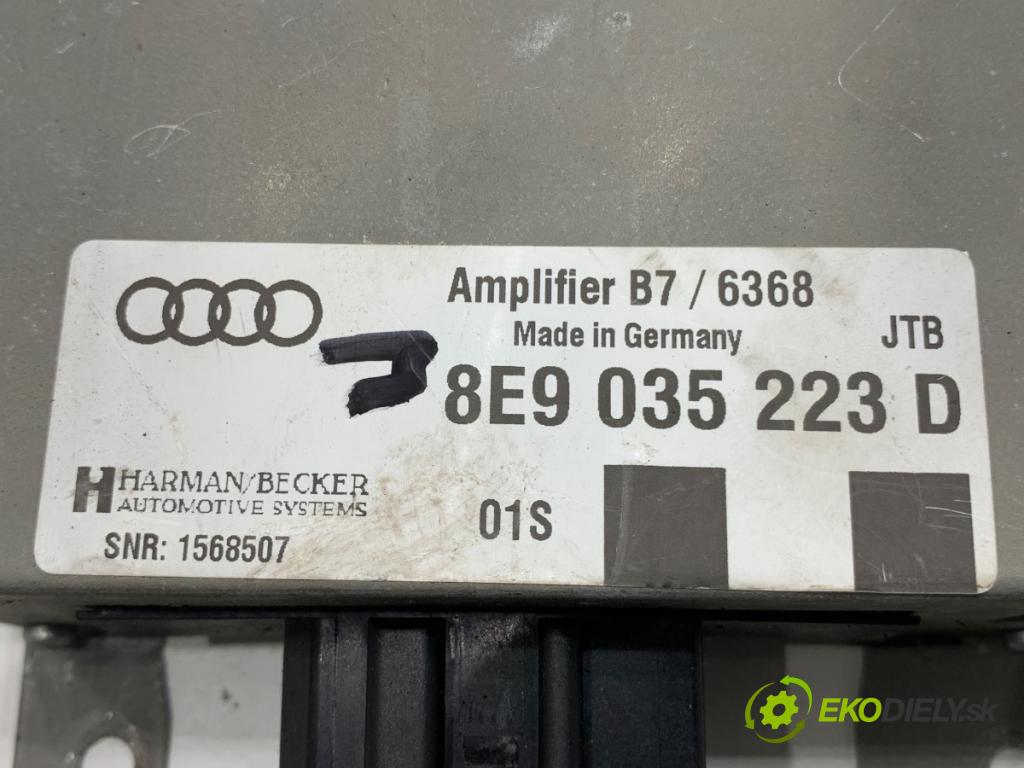 Amplifier B7 / 6368
Made in Germany
JTB
8E9 035 223 D
H HARMAN/BECKER
AUTOMOTIVE SYSTEMS
SNR: 1568507
01S
EKODIELY.sk